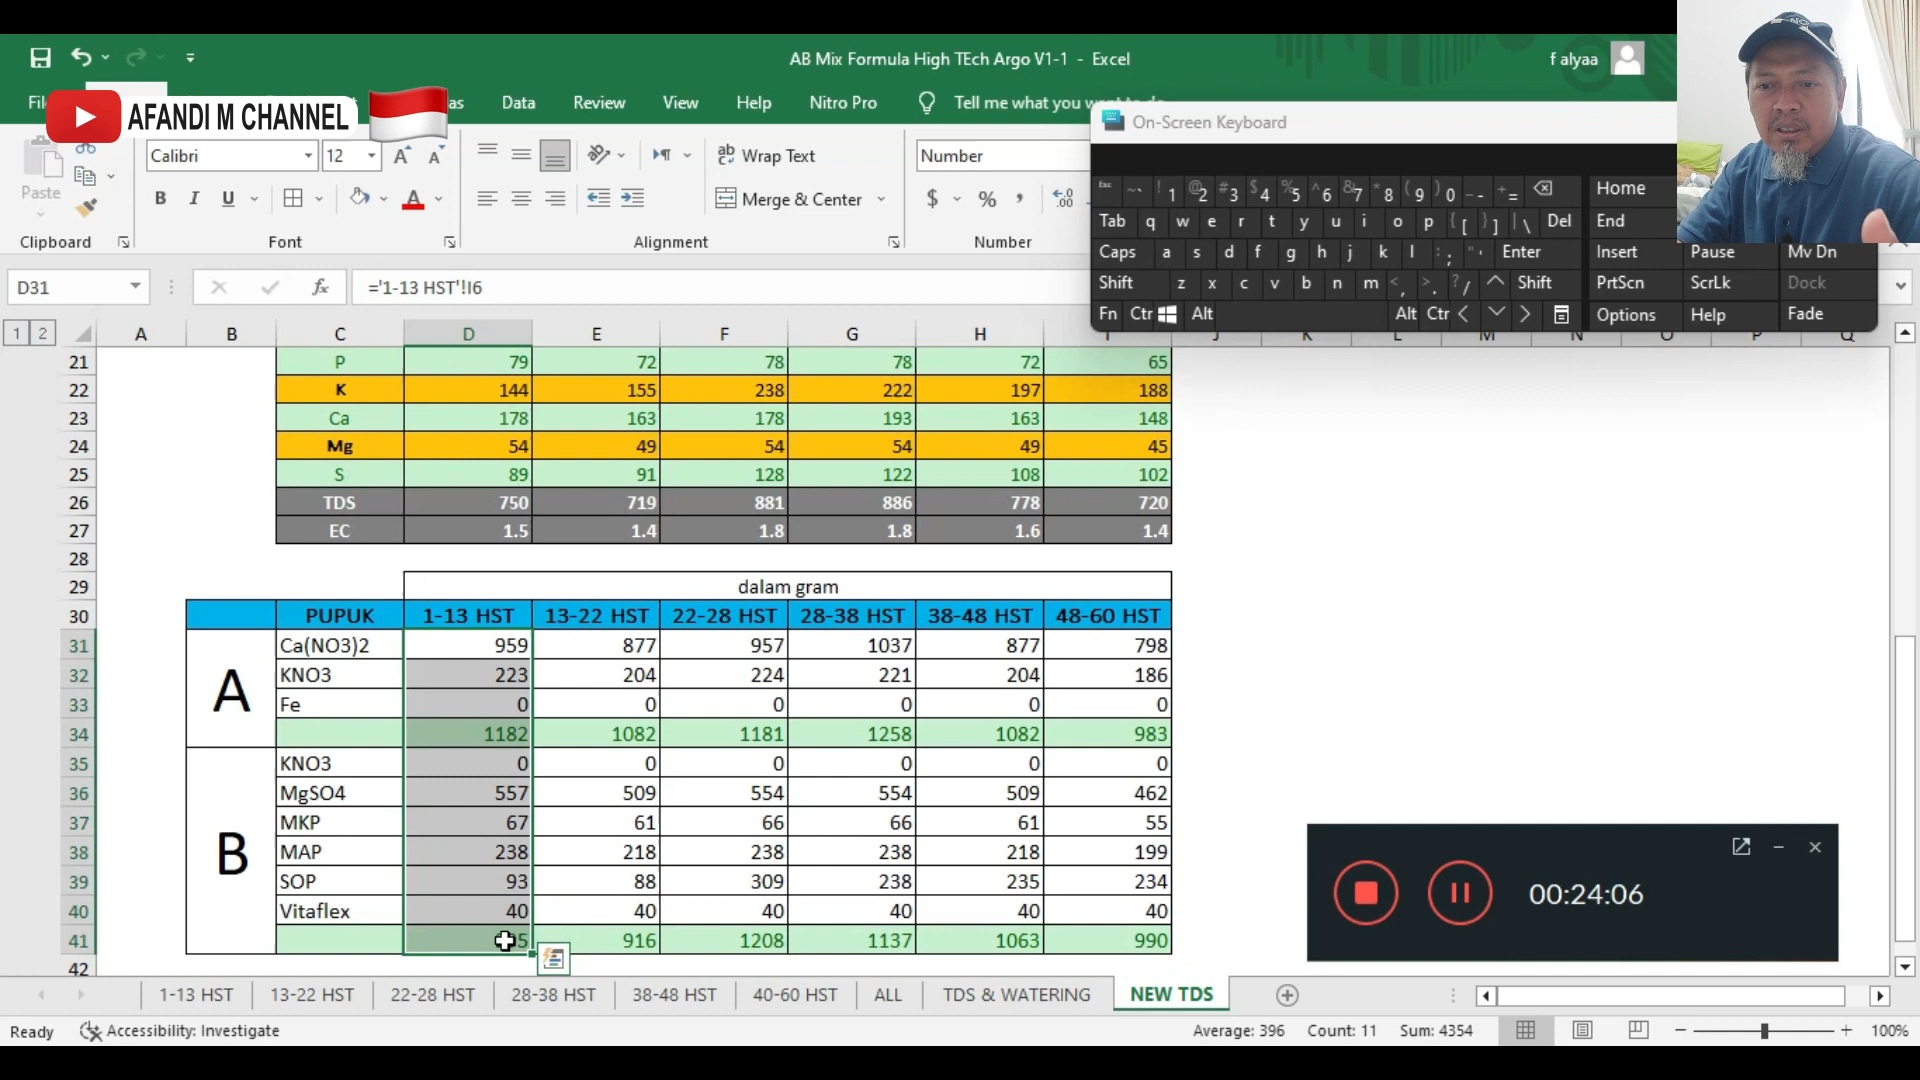 AB Mix Formula High TEch Argo V1-1 - Excel
f alyaa
AFANDI M CHANNEL
Data Review View Help Nitro Pro Tell me what you
Paste
Calibri 12
Wrap Text
Number
B I U
Merge & Center
$ % ,
Clipboard Font Alignment Number
On-Screen Keyboard
Esc ~ ` ! 1 @ 2 # 3 $ 4 % 5 ^ 6 & 7 * 8 ( 9 ) 0 _ - + = Home
Tab q w e r t y u i o p { [ } ] | \ Del End
Caps a s d f g h j k l : ; " ' Enter Insert Pause Mv Dn
Shift z x c v b n m < , > . ? / Shift PrtScn ScrLk Dock
Fn Ctr Alt Alt Ctr Options Help Fade
D31 fx ='1-13 HST'!I6
1 2 A B C D E F G H I J K L M N O P Q
21 P 79 72 78 78 72 65
22 K 144 155 238 222 197 188
23 Ca 178 163 178 193 163 148
24 Mg 54 49 54 54 49 45
25 S 89 91 128 122 108 102
26 TDS 750 719 881 886 778 720
27 EC 1.5 1.4 1.8 1.8 1.6 1.4
28
29 dalam gram
30 PUPUK 1-13 HST 13-22 HST 22-28 HST 28-38 HST 38-48 HST 48-60 HST
31 Ca(NO3)2 959 877 957 1037 877 798
32 A KNO3 223 204 224 221 204 186
33 Fe 0 0 0 0 0 0
34 1182 1082 1181 1258 1082 983
35 KNO3 0 0 0 0 0 0
36 MgSO4 557 509 554 554 509 462
37 MKP 67 61 66 66 61 55
38 B MAP 238 218 238 238 218 199
39 SOP 93 88 309 238 235 234
40 Vitaflex 40 40 40 40 40 40
41 916 1208 1137 1063 990
42
00:24:06
1-13 HST 13-22 HST 22-28 HST 28-38 HST 38-48 HST 40-60 HST ALL TDS & WATERING NEW TDS
Ready Accessibility: Investigate Average: 396 Count: 11 Sum: 4354 100%